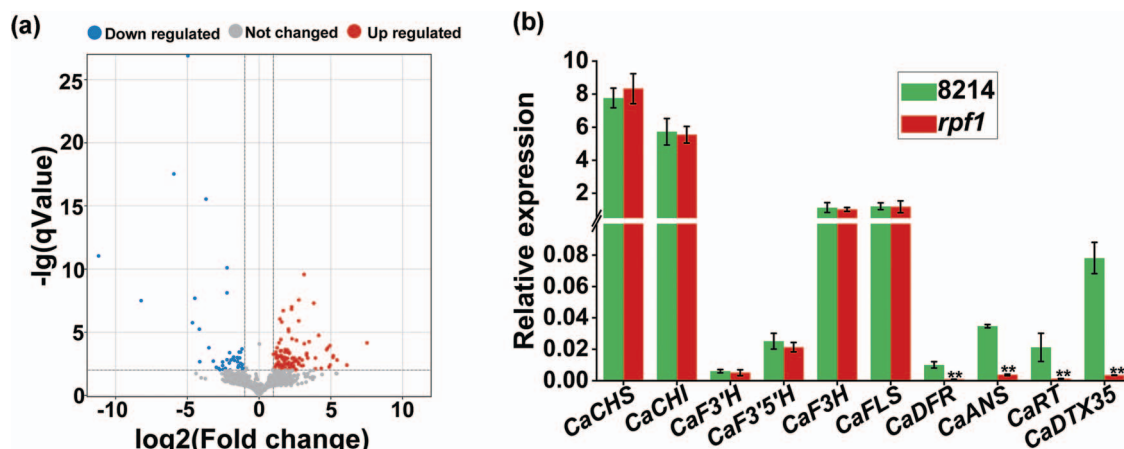 (a)
Down regulated Not changed Up regulated
-lg(qValue)
25
20
15
10
5
0
-10 -5 0 5 10
log2(Fold change)
(b)
Relative expression
10
8
6
4
2
0.08
0.06
0.04
0.02
0.00
8214
rpf1
** ** ** **
CaCHS CaCHI CaF3'H CaF3'5'H CaF3H CaFLS CaDFR CaANS CaRT CaDTX35